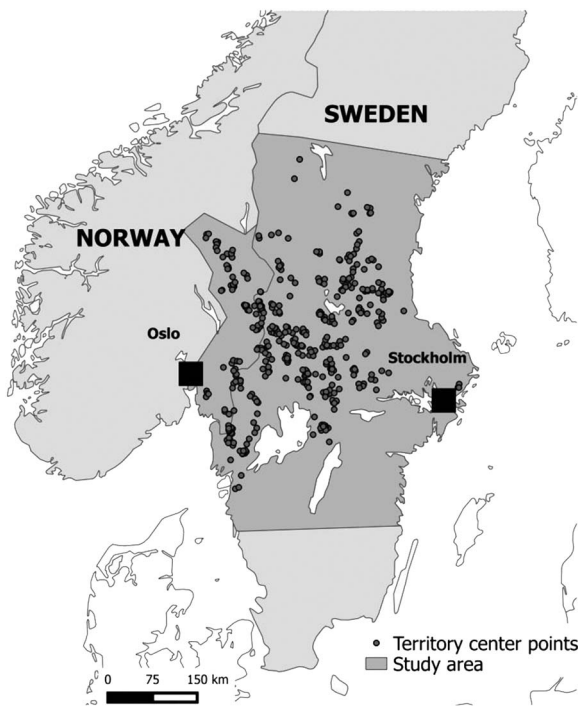 SWEDEN
NORWAY
Oslo
Stockholm
Territory center points
Study area
0 75 150 km